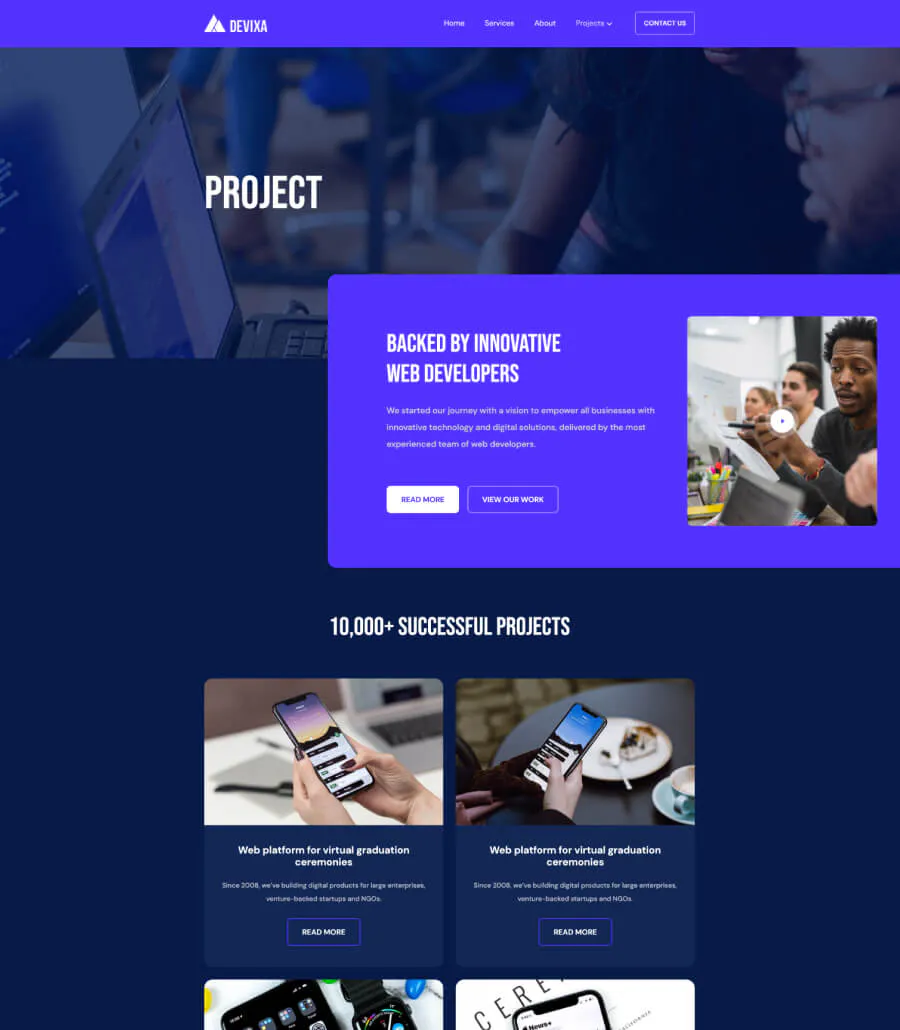 DEVIXA
Home Services About Projects CONTACT US
PROJECT
BACKED BY INNOVATIVE
WEB DEVELOPERS
We started our journey with a vision to empower all businesses with
innovative technology and digital solutions, delivered by the most
experienced team of web developers.
READ MORE VIEW OUR WORK
10,000+ SUCCESSFUL PROJECTS
Web platform for virtual graduation
ceremonies
Since 2008, we've building digital products for large enterprises,
venture-backed startups and NGOs.
READ MORE
Web platform for virtual graduation
ceremonies
Since 2008, we've building digital products for large enterprises,
venture-backed startups and NGOs.
READ MORE
CERE
CALIFORNIA
News+